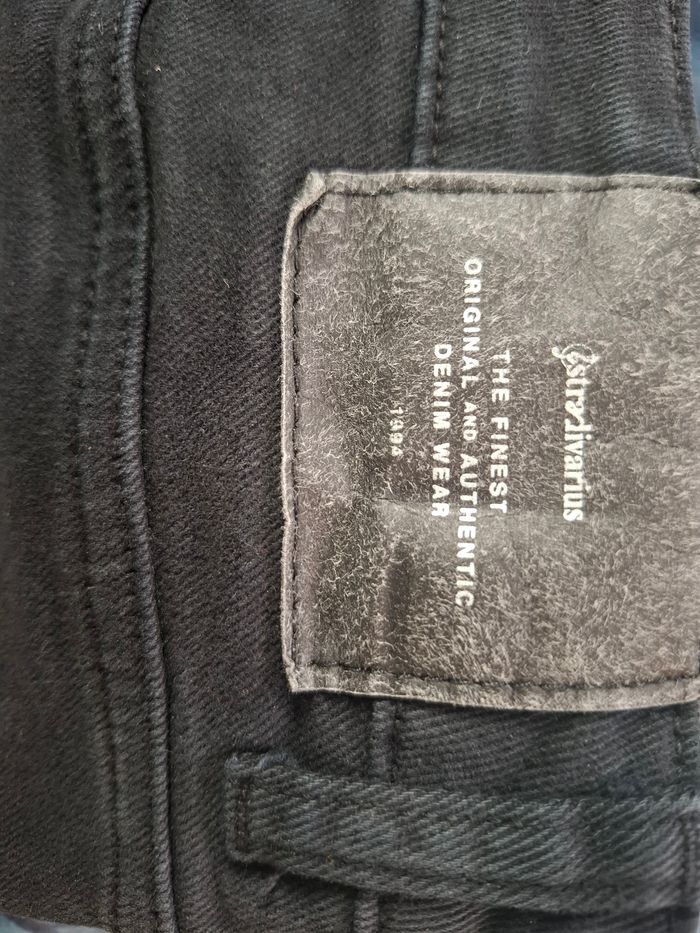 stradivarius
THE FINEST
ORIGINAL AND AUTHENTIC
DENIM WEAR
1994